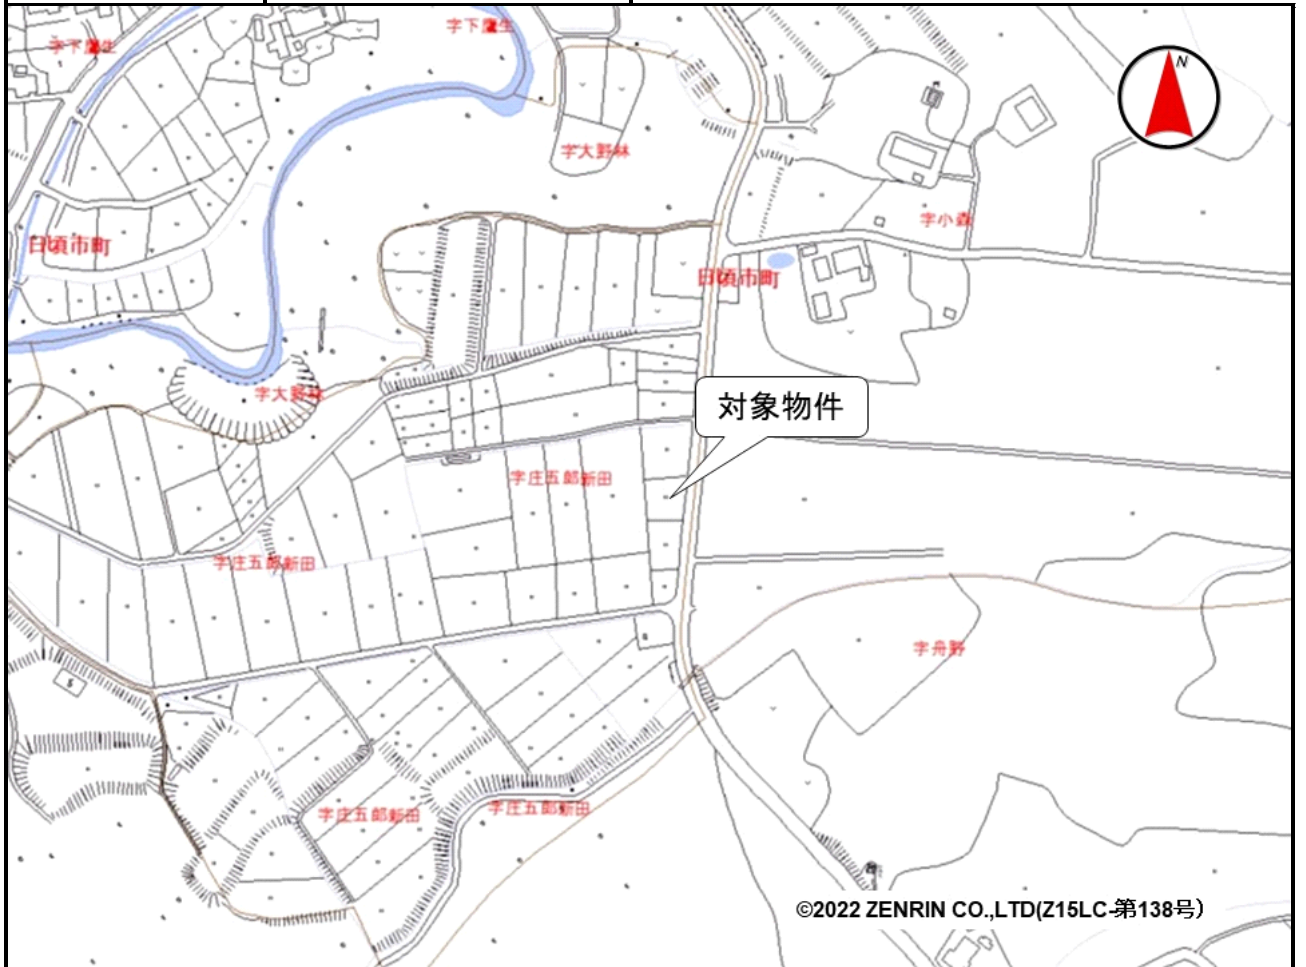 字下鷹生
字下鷹生
N
字大野林
字小森
日頃市町
日頃市町
字大野林
対象物件
字庄五郎新田
字庄五郎新田
字舟野
字庄五郎新田
字庄五郎新田
©2022 ZENRIN CO.,LTD(Z15LC-第138号)